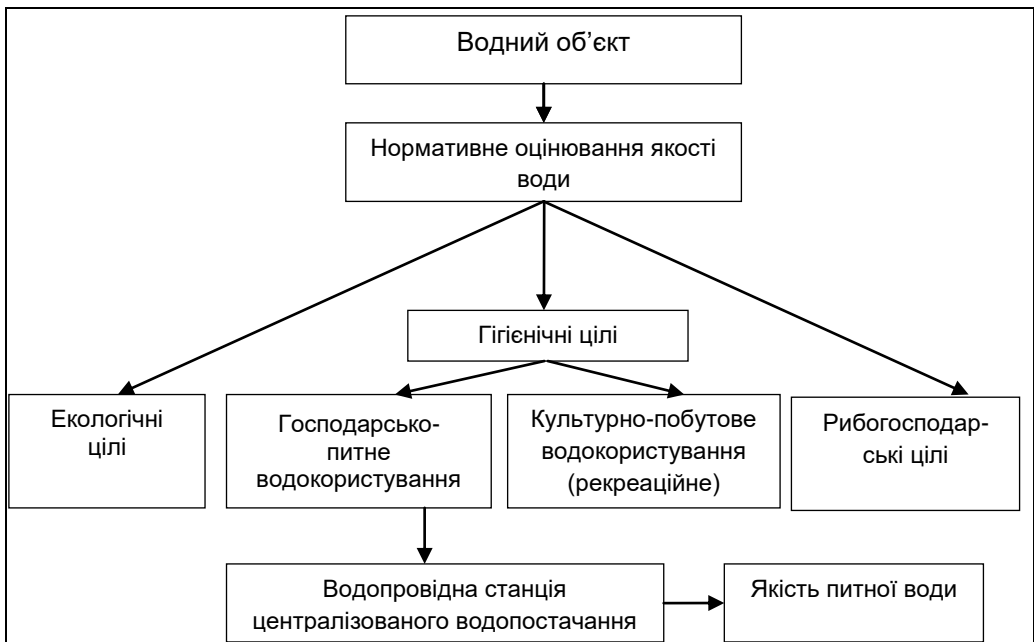 Водний об’єкт
Нормативне оцінювання якості
води
Гігієнічні цілі
Екологічні
цілі
Господарсько-
питне
водокористування
Культурно-побутове
водокористування
(рекреаційне)
Рибогосподар-
ські цілі
Водопровідна станція
централізованого водопостачання
Якість питної води